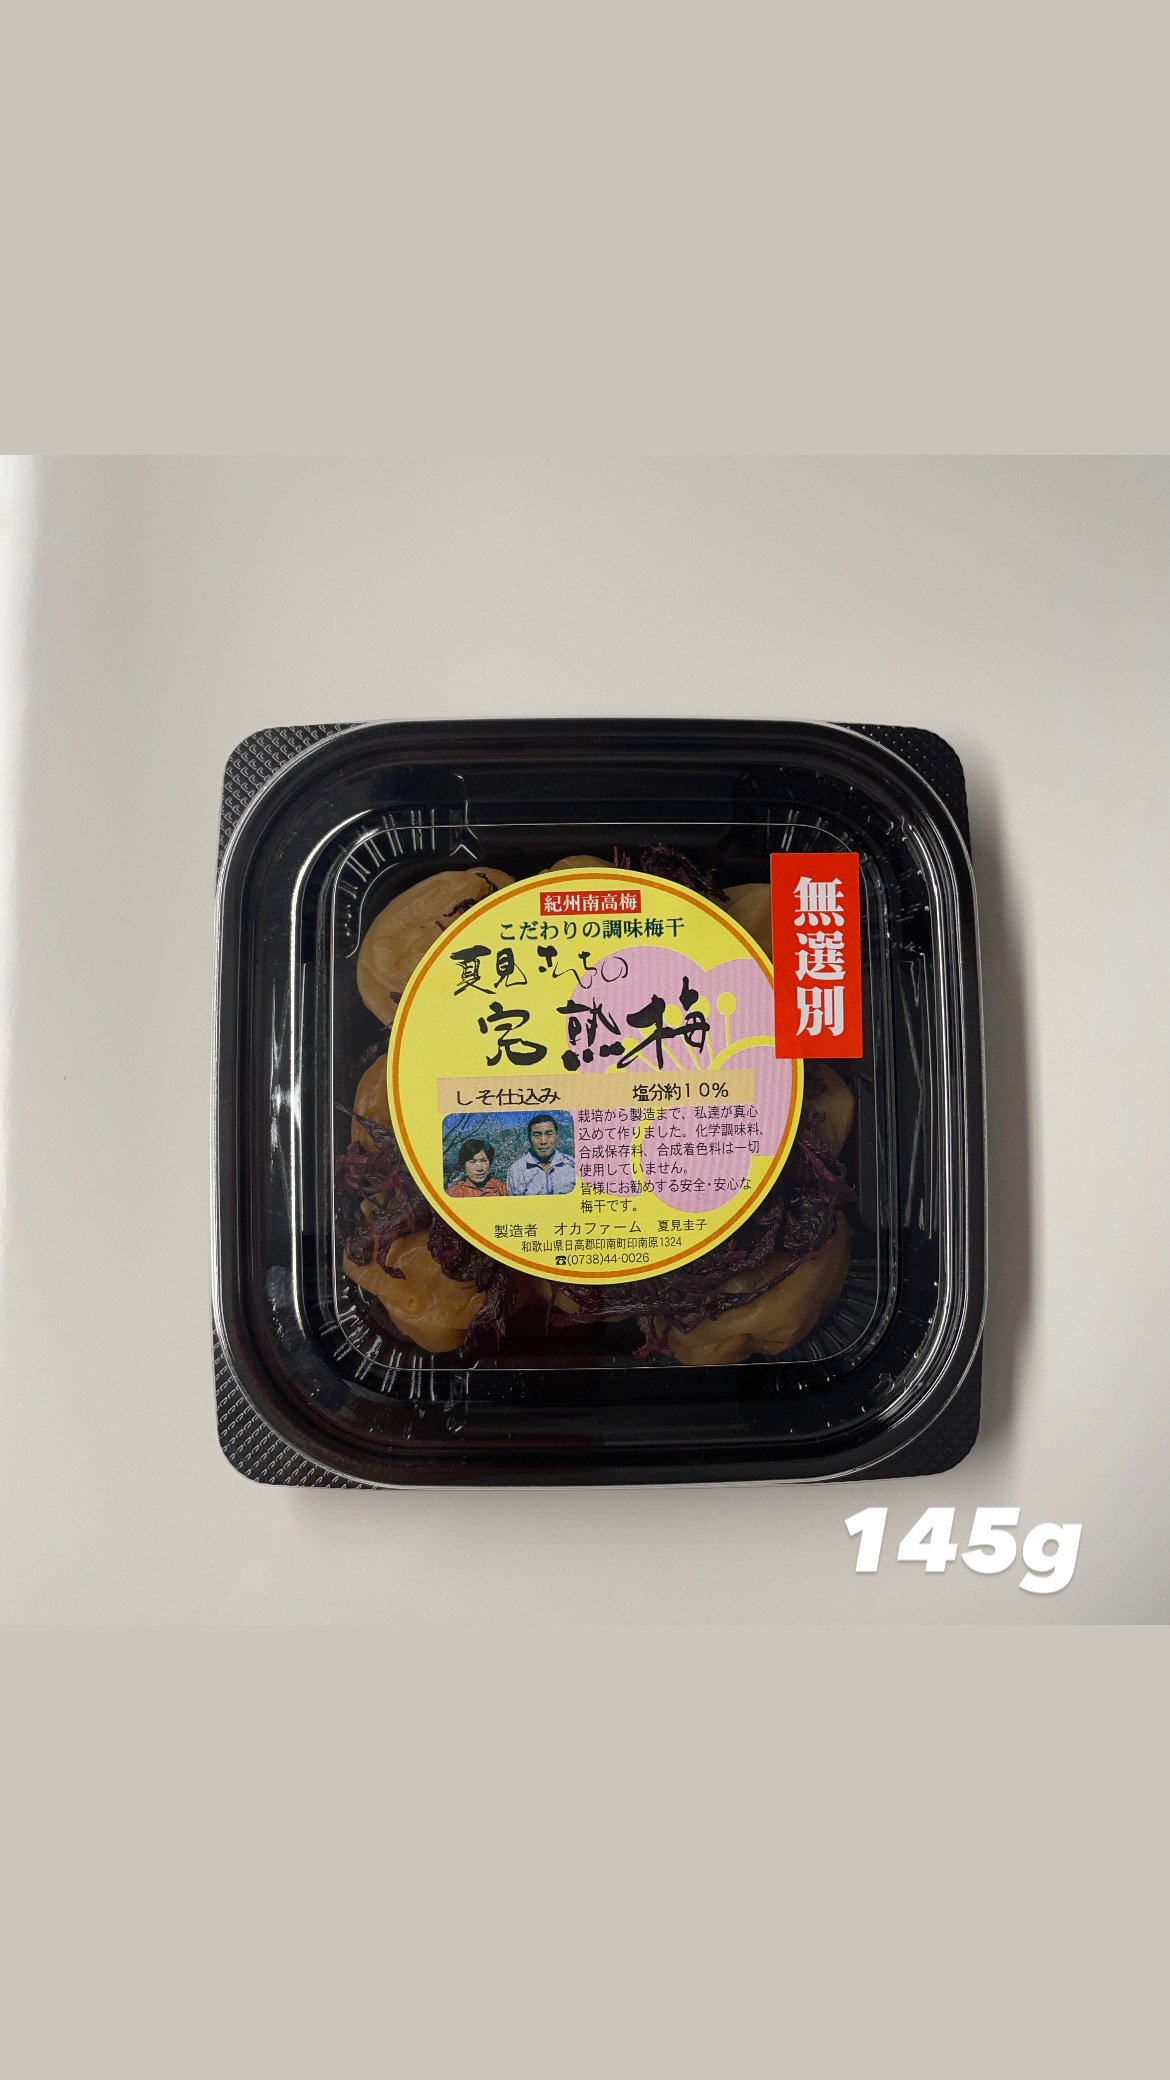 紀州南高梅
こだわりの調味梅干
夏見さんちの
完熟梅
無選別
しそ仕込み 塩分約10%
栽培から製造まで、私達が真心
込めて作りました。化学調味料、
合成保存料、合成着色料は一切
使用していません。
皆様にお勧めする安全・安心な
梅干です。
製造者 オカファーム 夏見圭子
和歌山県日高郡印南町印南原1324
☎(0738)44-0026
145g